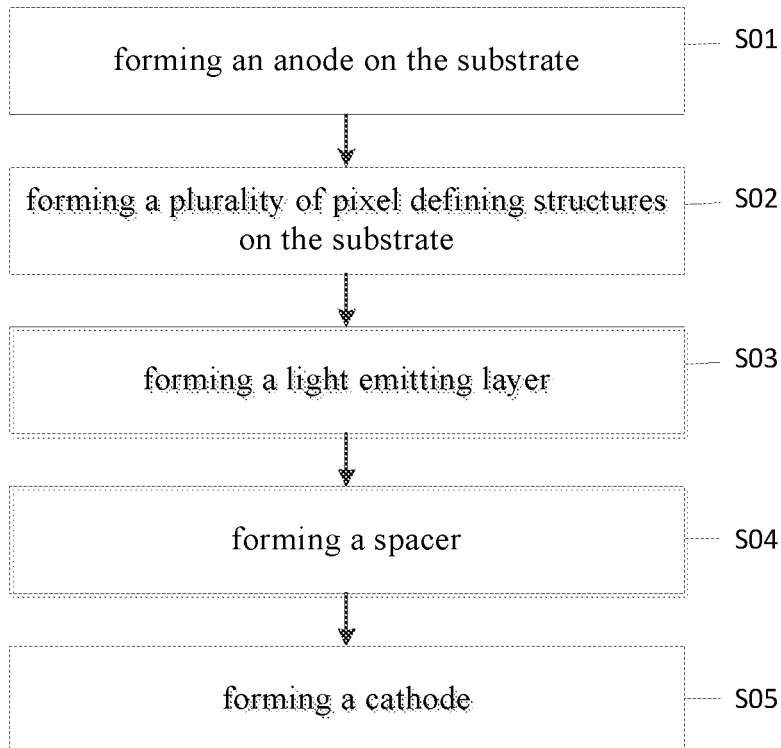 forming an anode on the substrate
S01
forming a plurality of pixel defining structures
on the substrate
S02
forming a light emitting layer
S03
forming a spacer
S04
forming a cathode
S05